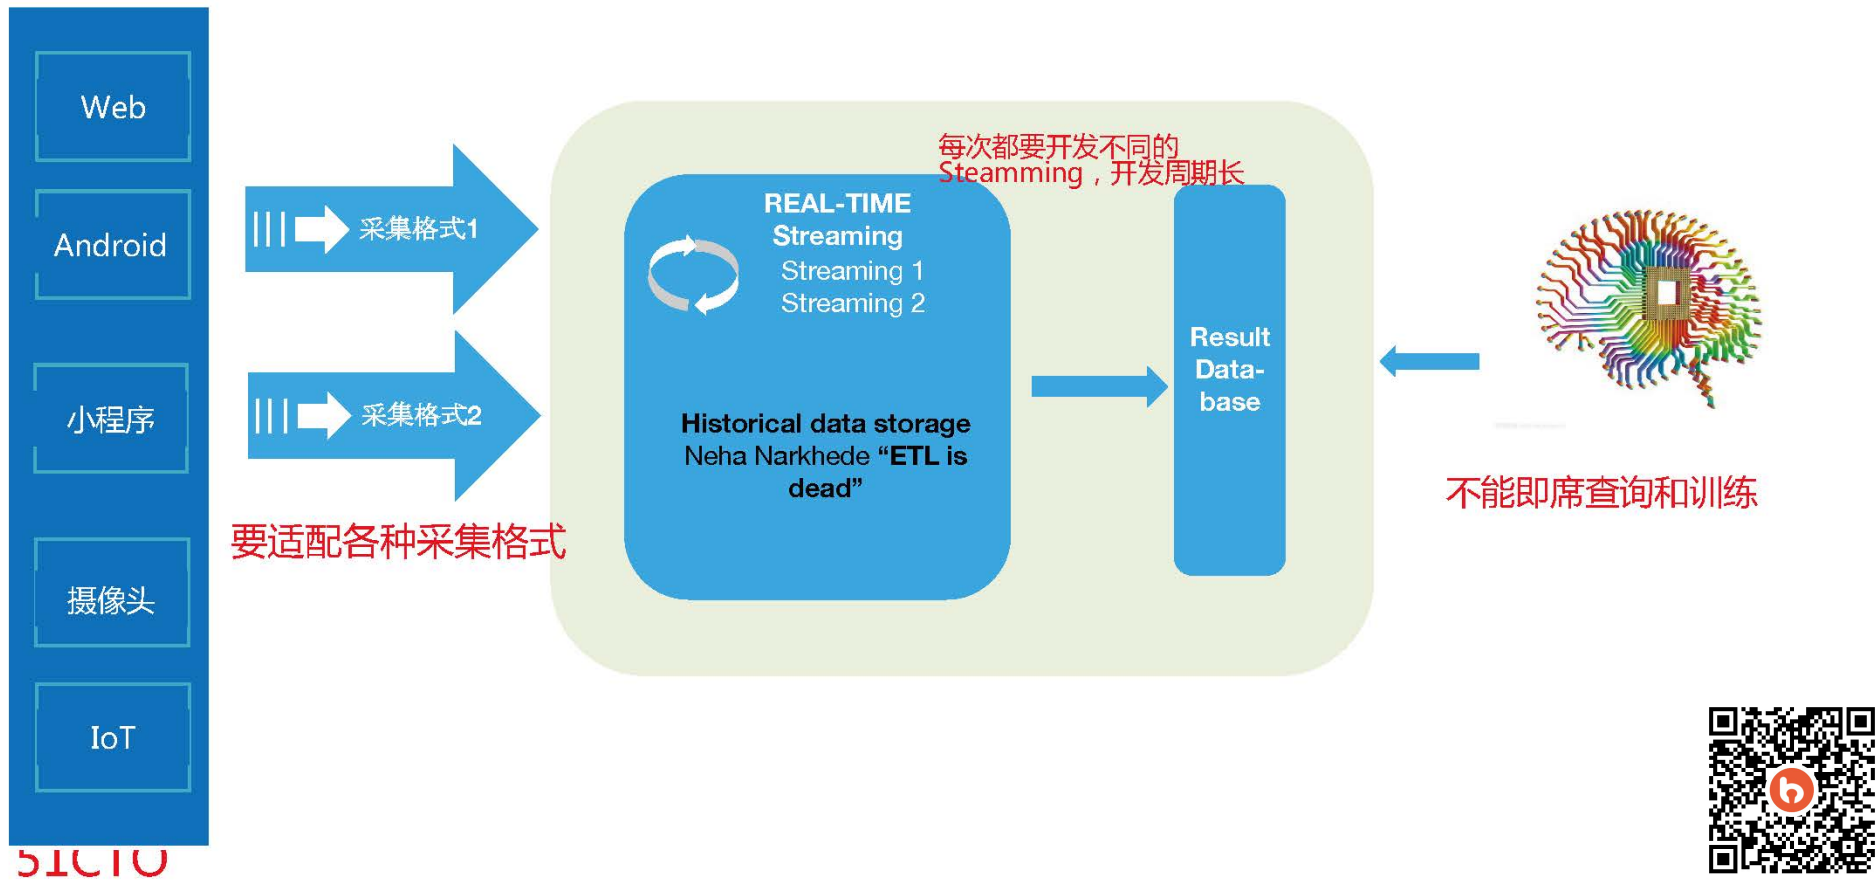 Web
Android
小程序
摄像头
IoT
51CTO
采集格式1
采集格式2
要适配各种采集格式
每次都要开发不同的
Steamming，开发周期长
REAL-TIME
Streaming
Streaming 1
Streaming 2
Historical data storage
Neha Narkhede “ETL is
dead”
Result
Data-
base
不能即席查询和训练